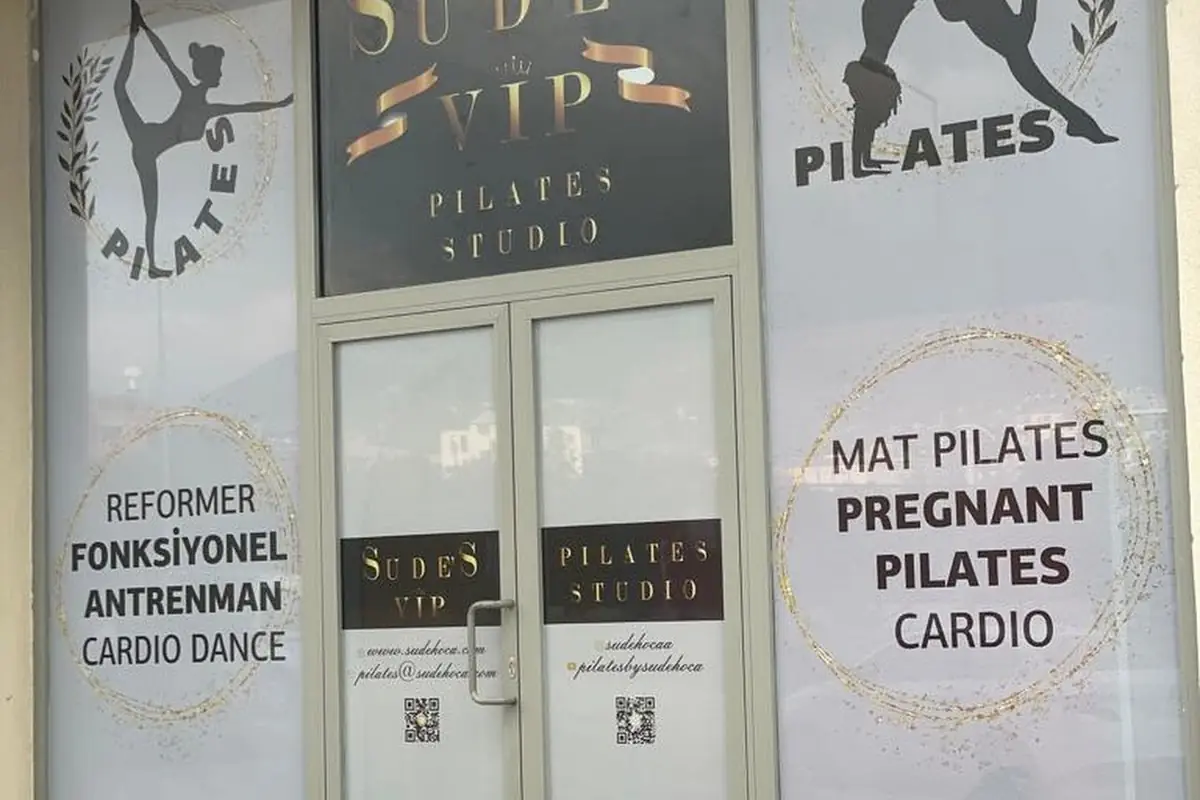 PILATES
SUDE
VIP
PILATES
STUDIO
PILATES
REFORMER
FONKSİYONEL
ANTRENMAN
CARDIO DANCE
SUDE'S
VIP
www.sudehoca.com
pilates@sudehoca.com
PILATES
STUDIO
sudehocaa
pilatesbysudehoca
MAT PILATES
PREGNANT
PILATES
CARDIO